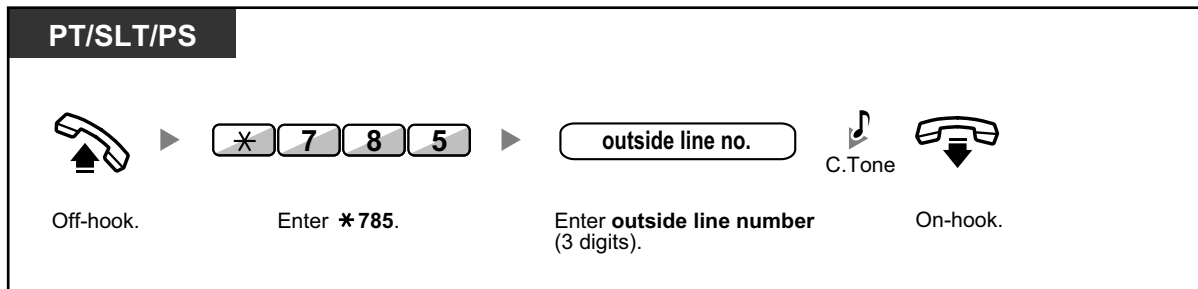 PT/SLT/PS
* 7 8 5
outside line no.
C.Tone
Off-hook.
Enter *785.
Enter outside line number
(3 digits).
On-hook.